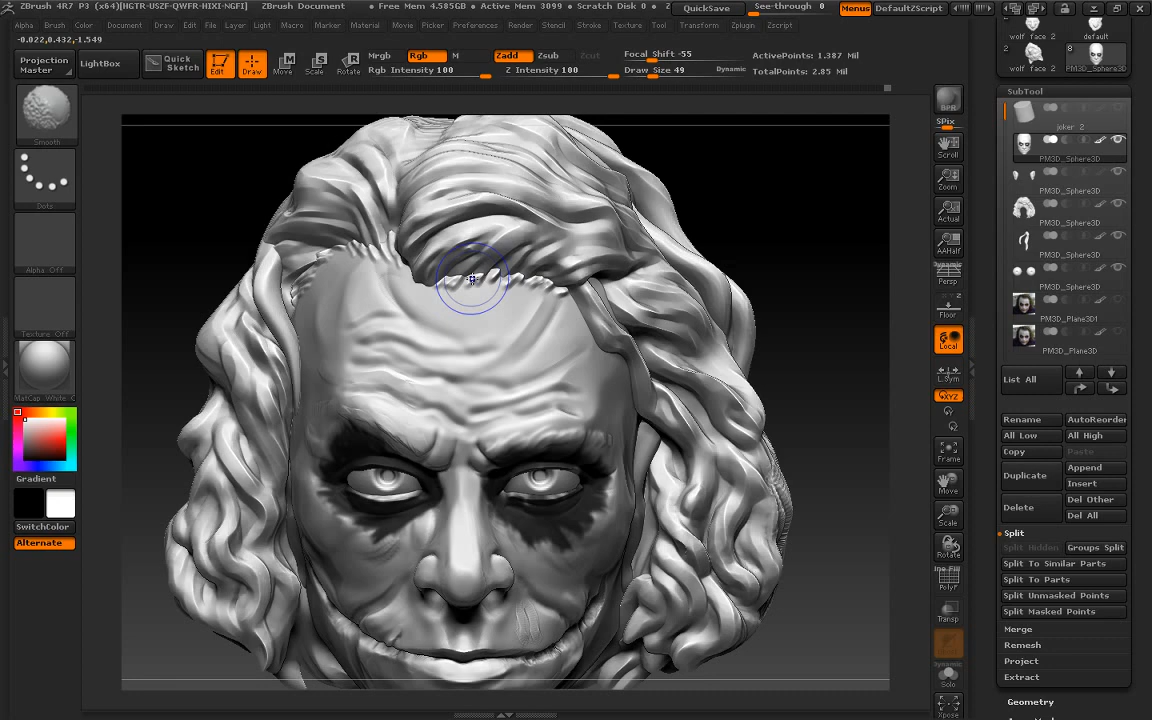 ZBrush 4R7 P3 (x64)[HGTR-USZF-QWFR-HIXI-NGFI] ZBrush Document • Free Mem 4.585GB • Active Mem 3099 • Scratch Disk 0 • Z QuickSave See-through 0 Menus DefaultZScript
Alpha Brush Color Document Draw Edit File Layer Light Macro Marker Material Movie Picker Preferences Render Stencil Stroke Texture Tool Transform Zplugin Zscript
-0.022,0.432,-1.549
Projection Master
LightBox
Quick Sketch
Edit Draw Move Scale Rotate
Mrgb Rgb M Zadd Zsub Zcut
Rgb Intensity 100 Z Intensity 100
Focal Shift -55
Draw Size 49 Dynamic
ActivePoints: 1.387 Mil
TotalPoints: 2.85 Mil
Smooth
Dots
Alpha Off
Texture Off
MatCap White C
Gradient
SwitchColor
Alternate
BPR
SPix
Scroll
Zoom
Actual
AAHalf
Dynamic
Persp
Floor
Local
L.Sym
XYZ
Frame
Move
Scale
Rotate
PolyF
Transp
Dynamic
Solo
Xpose
wolf face 2 default
2 8
wolf face 2 PM3D_Sphere3D
SubTool
joker 2
PM3D_Sphere3D
PM3D_Sphere3D
PM3D_Sphere3D
PM3D_Sphere3D
PM3D_Sphere3D
PM3D_Plane3D1
PM3D_Plane3D
List All
Rename AutoReorder
All Low All High
Copy Paste
Duplicate Append
Insert
Delete Del Other
Del All
Split
Split Hidden Groups Split
Split To Similar Parts
Split To Parts
Split Unmasked Points
Split Masked Points
Merge
Remesh
Project
Extract
Geometry